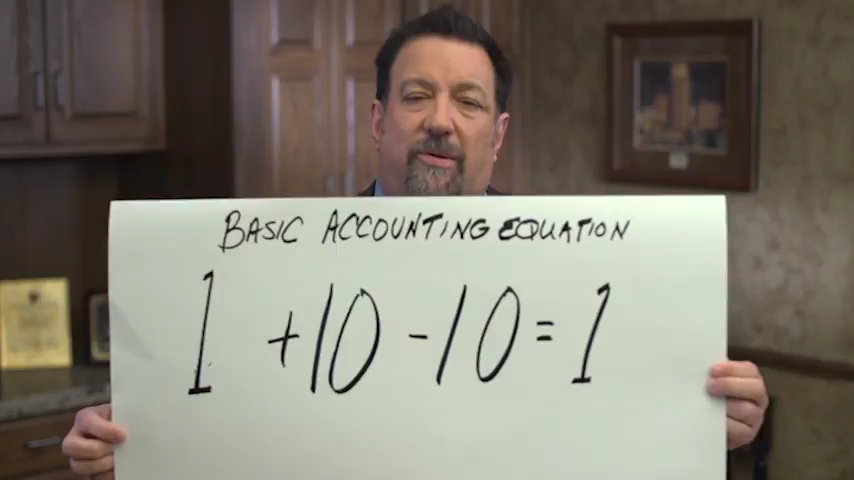 BASIC ACCOUNTING EQUATION
1 +10 -10 = 1